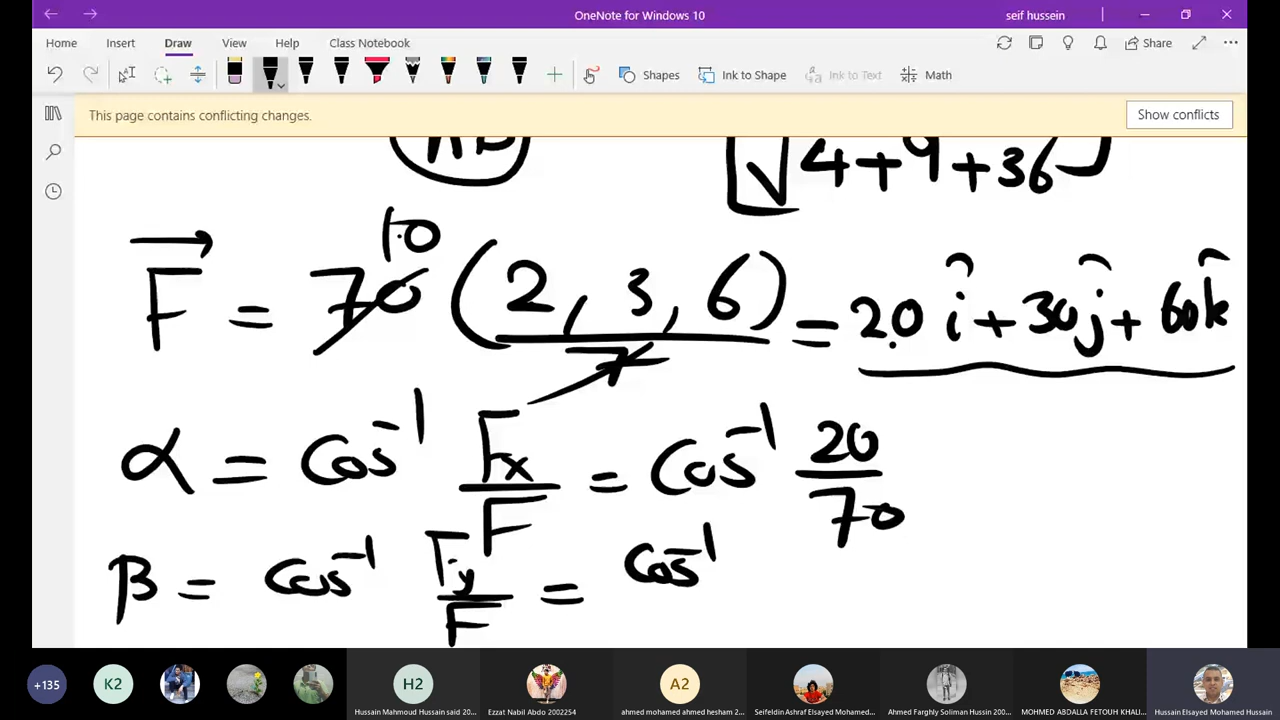 OneNote for Windows 10
seif hussein
Home Insert Draw View Help Class Notebook
Share
Shapes Ink to Shape Ink to Text Math
This page contains conflicting changes.
Show conflicts
√4+9+36
F⃗ = 70 10 (2, 3, 6)/7 = 20 î + 30 ĵ + 60 k̂
α = Cos⁻¹ Fx/F = Cos⁻¹ 20/70
β = Cos⁻¹ Fy/F = Cos⁻¹
+135 K2 H2 A2
Hussain Mahmoud Hussain said 20...
Ezzat Nabil Abdo 2002254
ahmed mohamed ahmed hesham 2...
Seifeldin Ashraf Elsayed Mohamed...
Ahmed Farghly Soliman Hussin 200...
MOHMED ABDALLA FETOUH KHALI...
Hussain Elsayed Mohamed Hussain